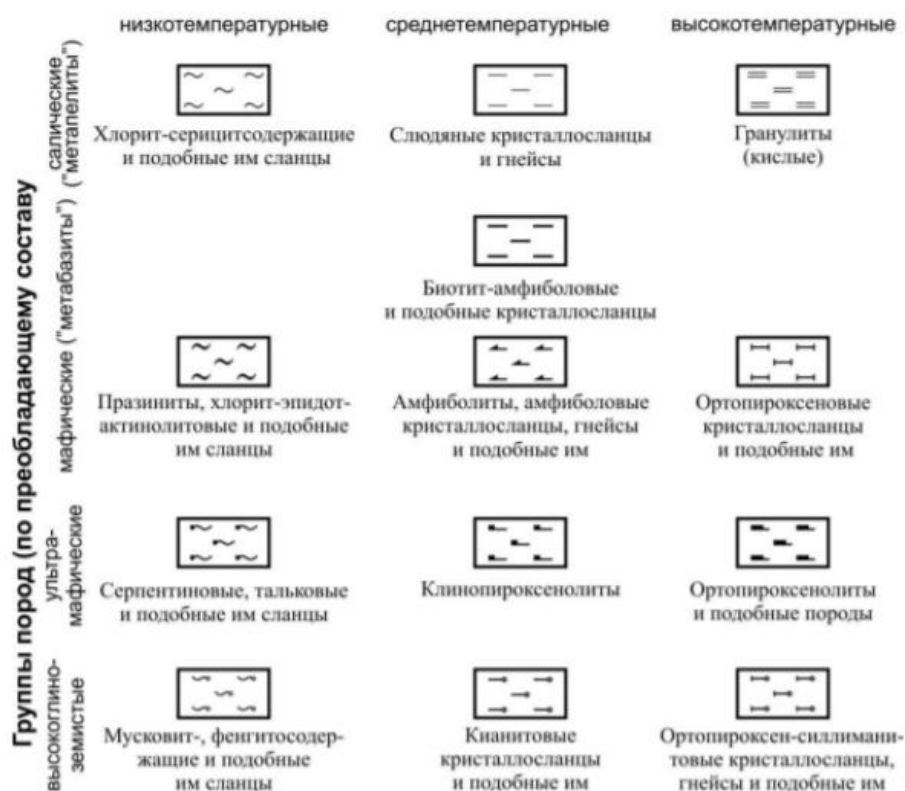 низкотемпературные
среднетемпературные
высокотемпературные
Группы пород (по преобладающему составу
салические
("метапелиты")
Хлорит-серицитсодержащие
и подобные им сланцы
Слюдяные кристаллосланцы
и гнейсы
Гранулиты
(кислые)
мафические ("метабазиты")
Биотит-амфиболовые
и подобные кристаллосланцы
Празиниты, хлорит-эпидот-
актинолитовые и подобные
им сланцы
Амфиболиты, амфиболовые
кристаллосланцы, гнейсы
и подобные им
Ортопироксеновые
кристаллосланцы
и подобные им
ультра-
мафические
Серпентиновые, тальковые
и подобные им сланцы
Клинопироксенолиты
Ортопироксенолиты
и подобные породы
высокоглино-
земистые
Мусковит-, фенгитосодер-
жащие и подобные
им сланцы
Кианитовые
кристаллосланцы
и подобные им
Ортопироксен-силлимани-
товые кристаллосланцы,
гнейсы и подобные им